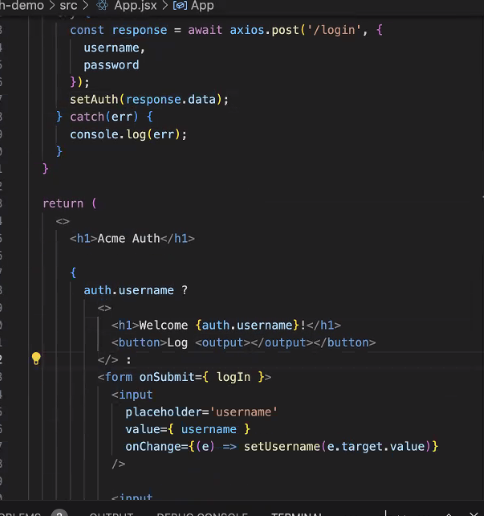 h-demo > src > App.jsx > App
const response = await axios.post('/login', {
username,
password
});
setAuth(response.data);
} catch(err) {
console.log(err);
}
}
return (
<>
<h1>Acme Auth</h1>
{
auth.username ?
<>
<h1>Welcome {auth.username}!</h1>
<button>Log <output></output></button>
</> :
<form onSubmit={ logIn }>
<input
placeholder='username'
value={ username }
onChange={(e) => setUsername(e.target.value)}
/>
<input